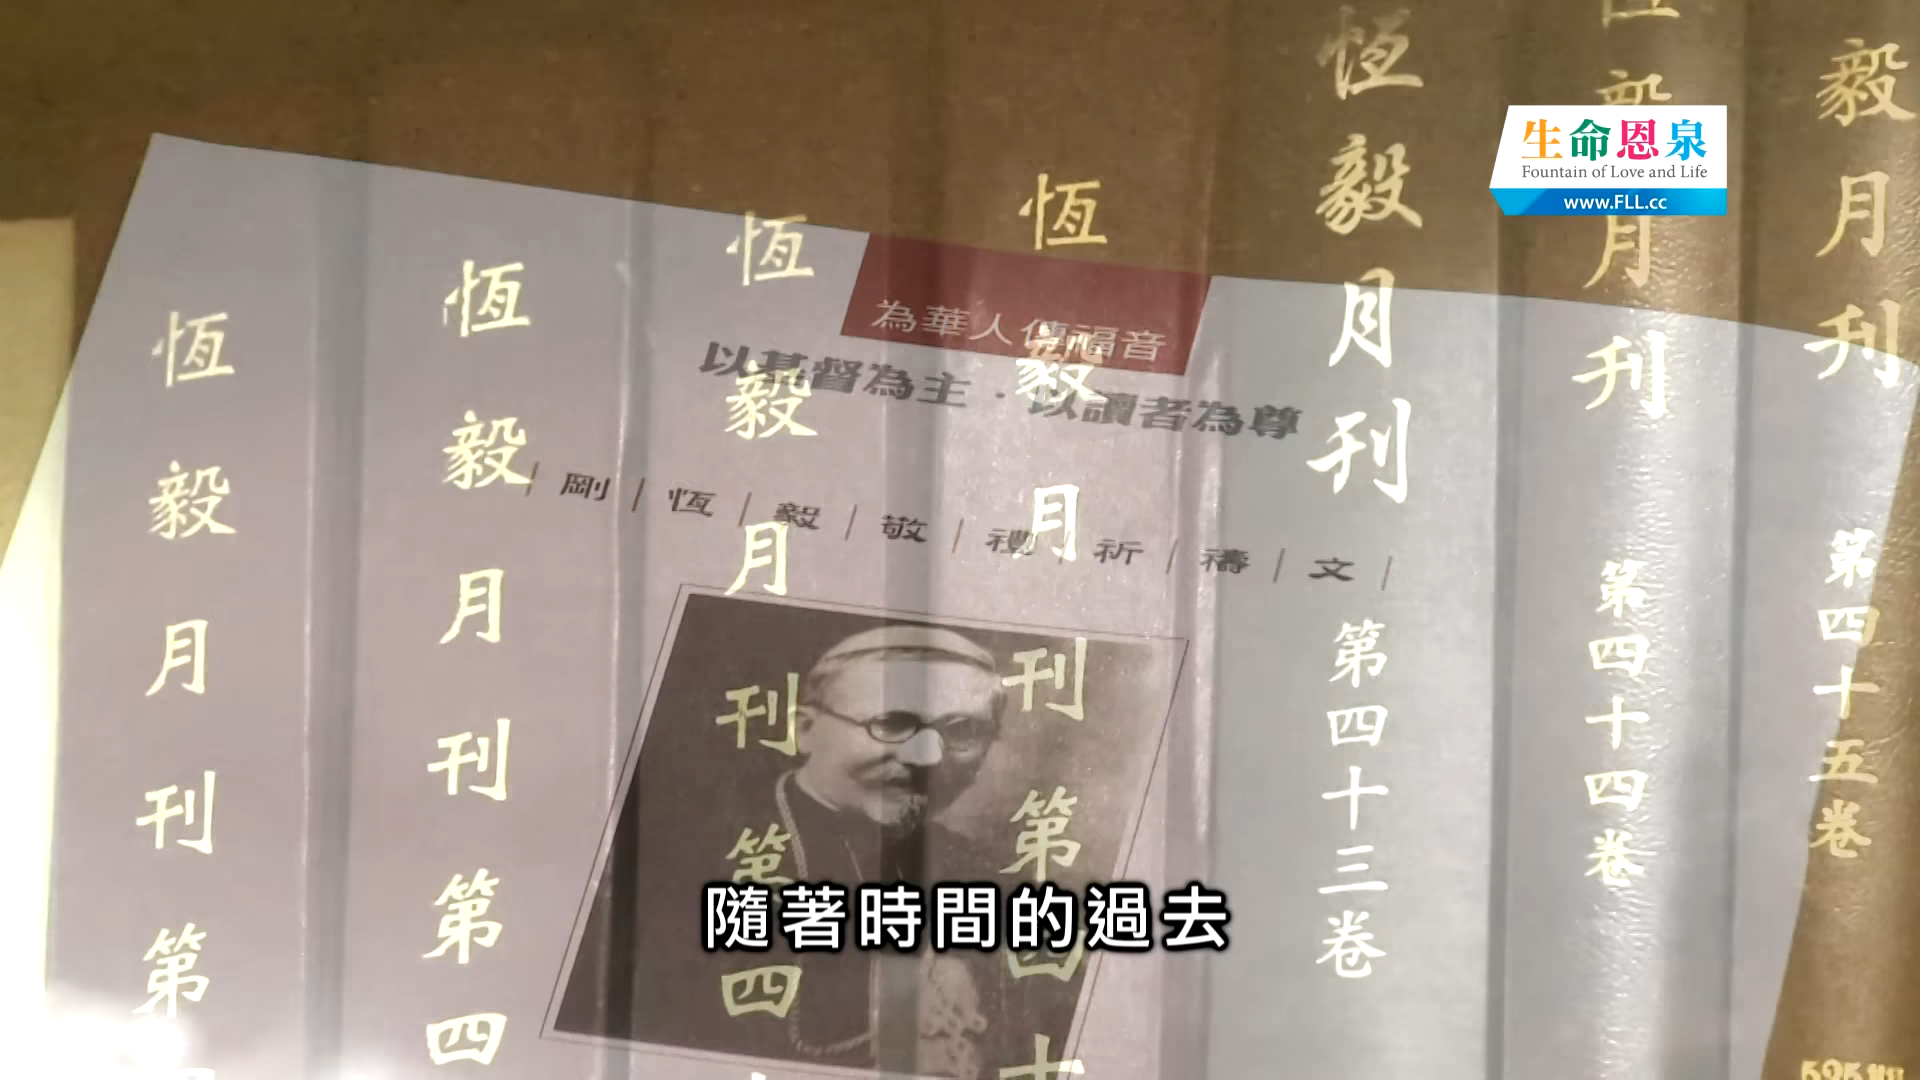 恆毅月刊第四
恆毅月刊第四
恆毅月刊第四十
恆毅月刊第四十
恆毅月刊 第四十三卷
恆毅月刊 第四十四卷
毅月刊 第四十五卷
生命恩泉
Fountain of Love and Life
www.FLL.cc
為華人傳福音
以基督為主·以讀者為尊
剛恆毅敬禮祈禱文
隨著時間的過去